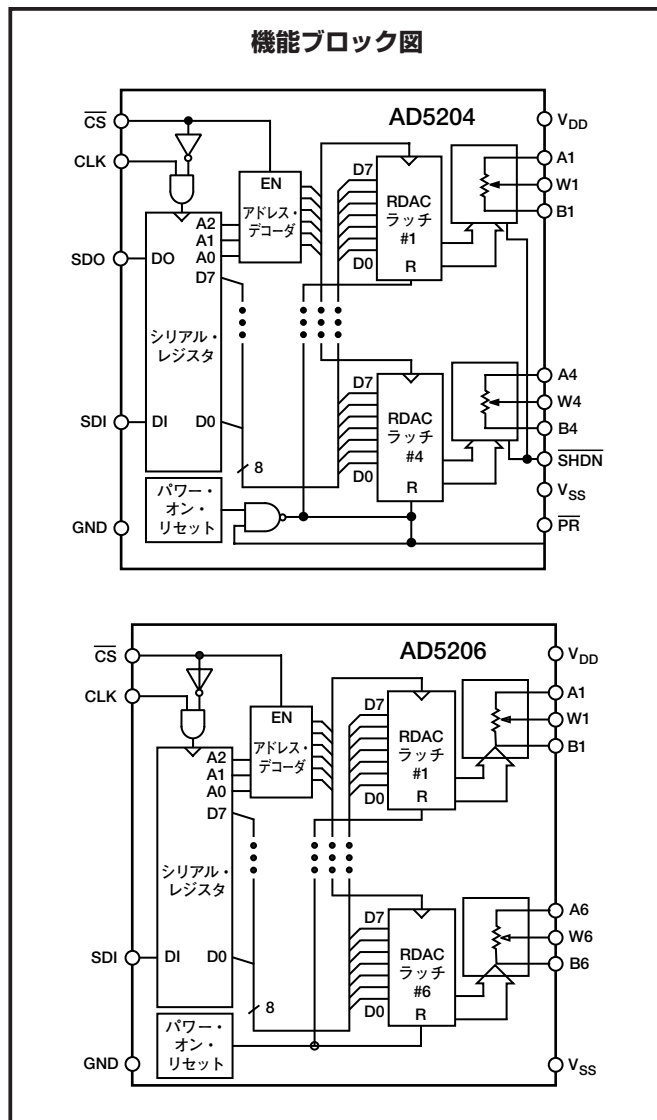 機能ブロック図
AD5204
CS
CLK
SDO
SDI
GND
EN
アドレス・
デコーダ
A2
A1
A0
D7
DO
シリアル・
レジスタ
DI
D0
8
パワー・
オン・
リセット
D7
RDAC
ラッチ
#1
D0
R
D7
RDAC
ラッチ
#4
D0
R
VDD
A1
W1
B1
A4
W4
B4
SHDN
VSS
PR
AD5206
CS
CLK
SDI
GND
EN
アドレス・
デコーダ
A2
A1
A0
D7
シリアル・
レジスタ
DI
D0
8
パワー・
オン・
リセット
D7
RDAC
ラッチ
#1
D0
R
D7
RDAC
ラッチ
#6
D0
R
VDD
A1
W1
B1
A6
W6
B6
VSS